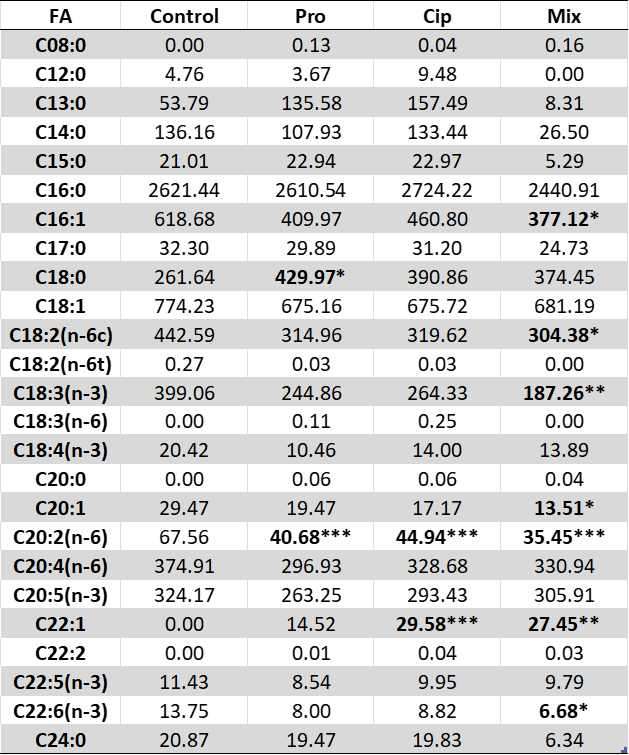 FA Control Pro Cip Mix
C08:0 0.00 0.13 0.04 0.16
C12:0 4.76 3.67 9.48 0.00
C13:0 53.79 135.58 157.49 8.31
C14:0 136.16 107.93 133.44 26.50
C15:0 21.01 22.94 22.97 5.29
C16:0 2621.44 2610.54 2724.22 2440.91
C16:1 618.68 409.97 460.80 377.12*
C17:0 32.30 29.89 31.20 24.73
C18:0 261.64 429.97* 390.86 374.45
C18:1 774.23 675.16 675.72 681.19
C18:2(n-6c) 442.59 314.96 319.62 304.38*
C18:2(n-6t) 0.27 0.03 0.03 0.00
C18:3(n-3) 399.06 244.86 264.33 187.26**
C18:3(n-6) 0.00 0.11 0.25 0.00
C18:4(n-3) 20.42 10.46 14.00 13.89
C20:0 0.00 0.06 0.06 0.04
C20:1 29.47 19.47 17.17 13.51*
C20:2(n-6) 67.56 40.68*** 44.94*** 35.45***
C20:4(n-6) 374.91 296.93 328.68 330.94
C20:5(n-3) 324.17 263.25 293.43 305.91
C22:1 0.00 14.52 29.58*** 27.45**
C22:2 0.00 0.01 0.04 0.03
C22:5(n-3) 11.43 8.54 9.95 9.79
C22:6(n-3) 13.75 8.00 8.82 6.68*
C24:0 20.87 19.47 19.83 6.34